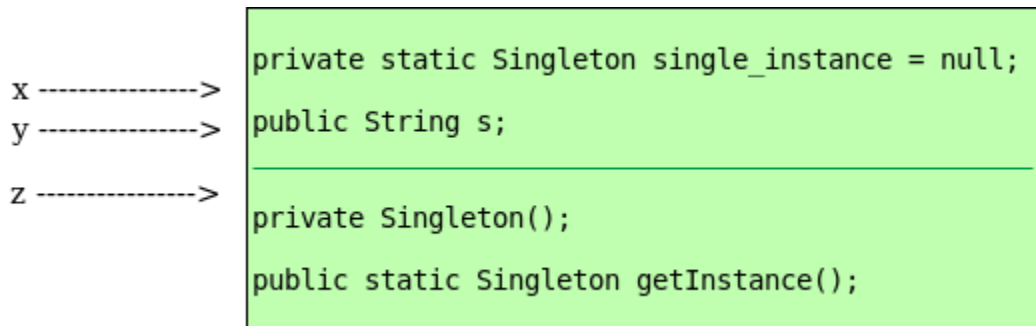 private static Singleton single_instance = null;
x ---------------->
public String s;
y ---------------->
z ---------------->
private Singleton();
public static Singleton getInstance();